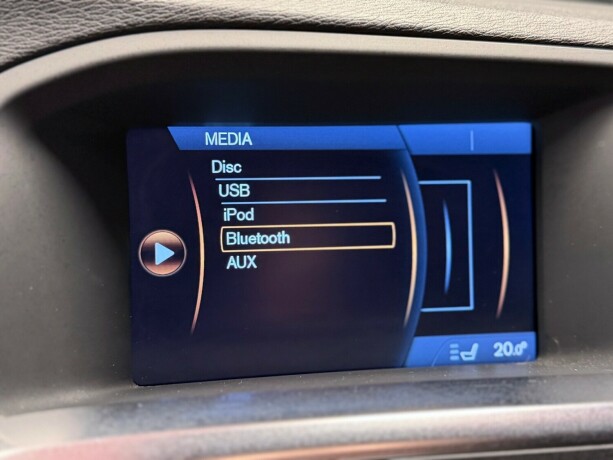 MEDIA
Disc
USB
iPod
Bluetooth
AUX
20.0°